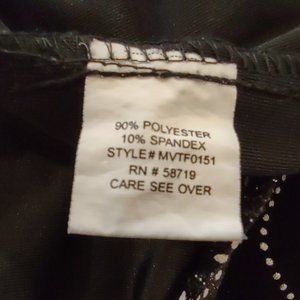 90% POLYESTER
10% SPANDEX
STYLE# MVTF0151
RN # 58719
CARE SEE OVER